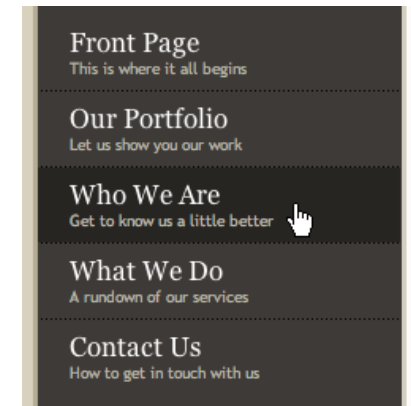 Front Page
This is where it all begins
Our Portfolio
Let us show you our work
Who We Are
Get to know us a little better
What We Do
A rundown of our services
Contact Us
How to get in touch with us